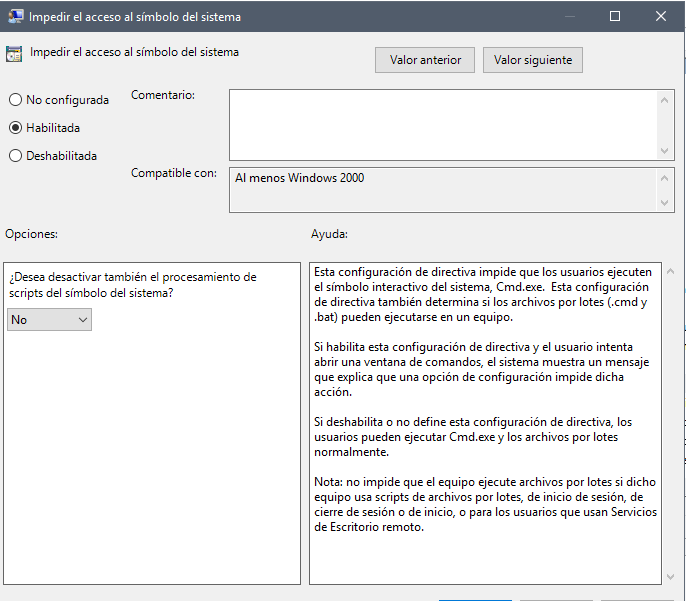 Impedir el acceso al símbolo del sistema
Impedir el acceso al símbolo del sistema
Valor anterior
Valor siguiente
No configurada
Habilitada
Deshabilitada
Comentario:
Compatible con:
Al menos Windows 2000
Opciones:
Ayuda:
¿Desea desactivar también el procesamiento de
scripts del símbolo del sistema?
No
Esta configuración de directiva impide que los usuarios ejecuten
el símbolo interactivo del sistema, Cmd.exe.  Esta configuración
de directiva también determina si los archivos por lotes (.cmd y
.bat) pueden ejecutarse en un equipo.
Si habilita esta configuración de directiva y el usuario intenta
abrir una ventana de comandos, el sistema muestra un mensaje
que explica que una opción de configuración impide dicha
acción.
Si deshabilita o no define esta configuración de directiva, los
usuarios pueden ejecutar Cmd.exe y los archivos por lotes
normalmente.
Nota: no impide que el equipo ejecute archivos por lotes si dicho
equipo usa scripts de archivos por lotes, de inicio de sesión, de
cierre de sesión o de inicio, o para los usuarios que usan Servicios
de Escritorio remoto.